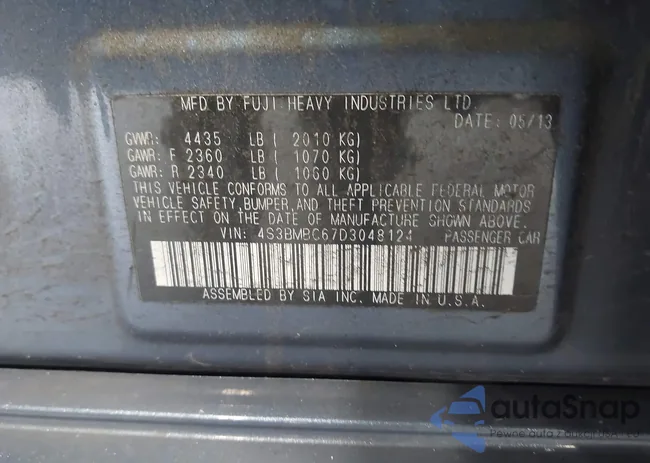 MFD. BY FUJI HEAVY INDUSTRIES LTD.
DATE: 05/13
GVWR: 4435 LB ( 2010 KG)
GAWR: F 2360 LB ( 1070 KG)
GAWR: R 2340 LB ( 1060 KG)
THIS VEHICLE CONFORMS TO ALL APPLICABLE FEDERAL MOTOR
VEHICLE SAFETY, BUMPER, AND THEFT PREVENTION STANDARDS
IN EFFECT ON THE DATE OF MANUFACTURE SHOWN ABOVE.
VIN: 4S3BMBC67D3048124 PASSENGER CAR
ASSEMBLED BY SIA INC. MADE IN U.S.A.
autaSnap
Pewne auta z